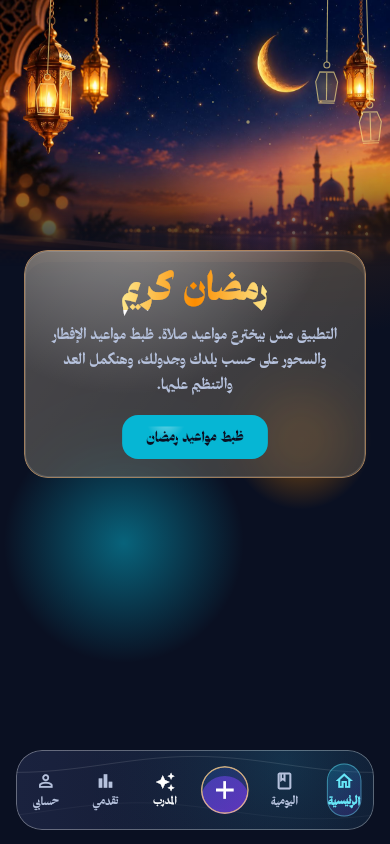 رمضان كريم
التطبيق مش بيخترع مواعيد صلاة. ظبط مواعيد الإفطار
والسحور على حسب بلدك وجدولك، وهنكمل العد
والتنظيم عليها.
ظبط مواعيد رمضان
الرئيسية
اليومية
المدرب
تقدمي
حسابي